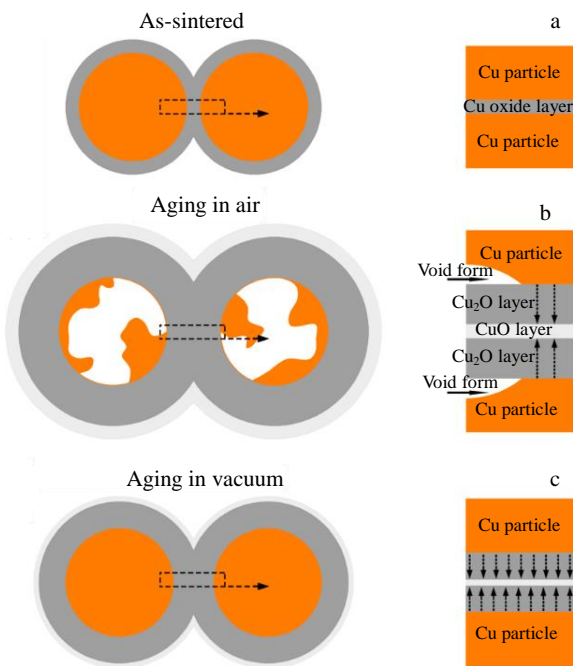 As-sintered
a
Cu particle
Cu oxide layer
Cu particle
Aging in air
b
Cu particle
Void form
Cu₂O layer
CuO layer
Cu₂O layer
Void form
Cu particle
Aging in vacuum
c
Cu particle
Cu particle